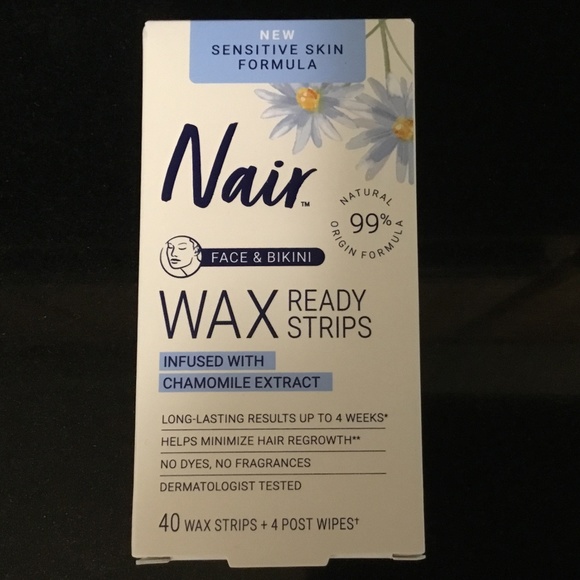 NEW
SENSITIVE SKIN
FORMULA
Nair™
NATURAL
99%
ORIGIN FORMULA
FACE & BIKINI
WAX READY
STRIPS
INFUSED WITH
CHAMOMILE EXTRACT
LONG-LASTING RESULTS UP TO 4 WEEKS*
HELPS MINIMIZE HAIR REGROWTH**
NO DYES, NO FRAGRANCES
DERMATOLOGIST TESTED
40 WAX STRIPS + 4 POST WIPES†